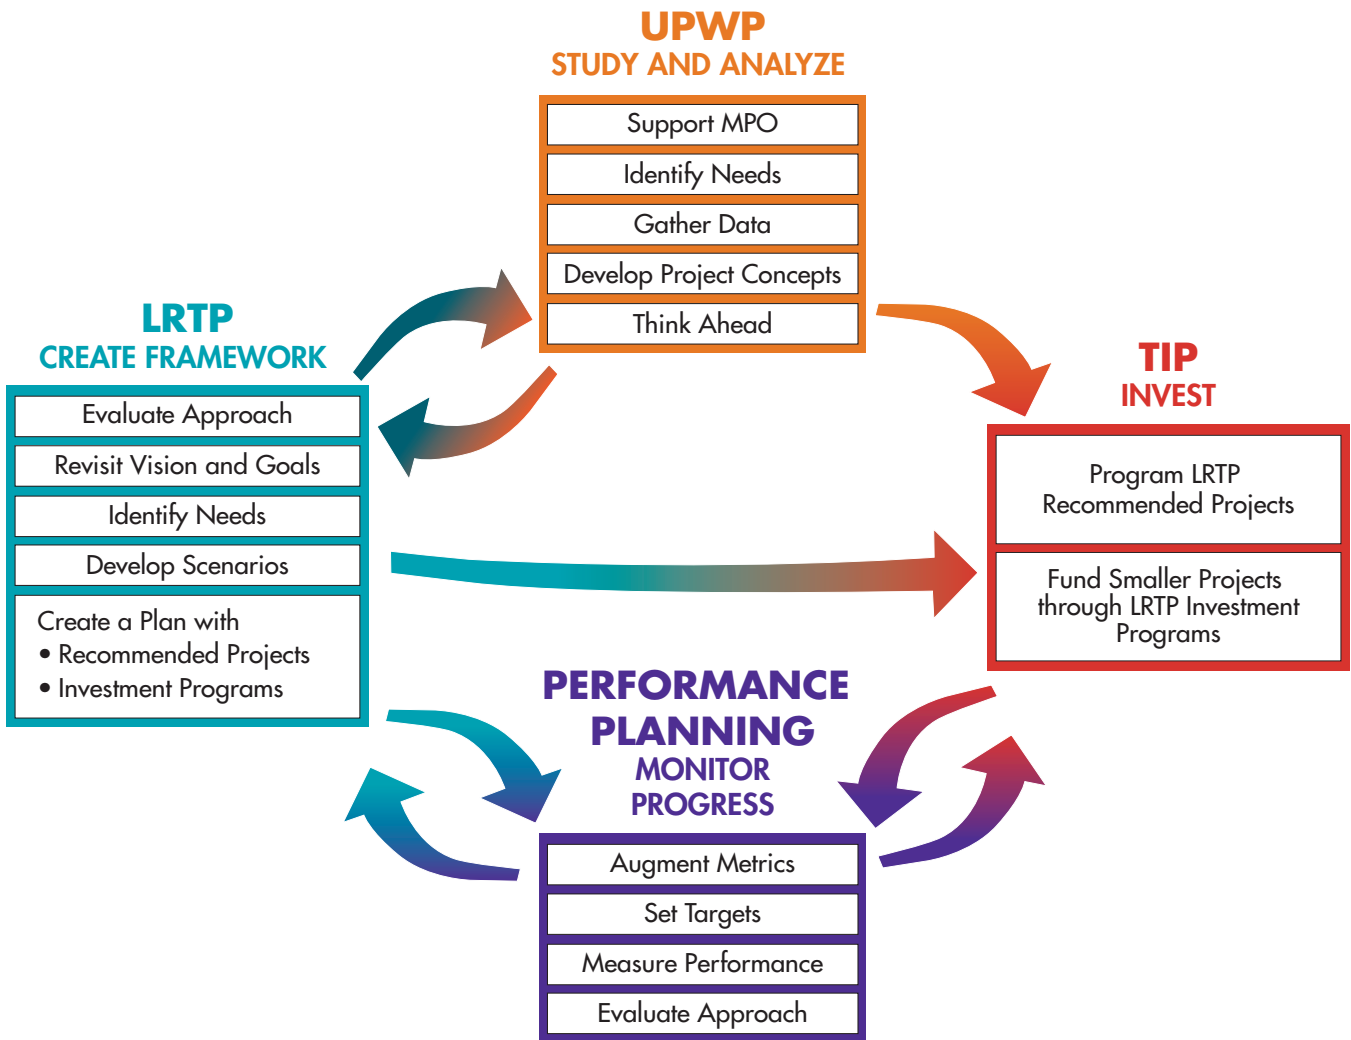 UPWP
STUDY AND ANALYZE
Support MPO
Identify Needs
Gather Data
Develop Project Concepts
Think Ahead
LRTP
CREATE FRAMEWORK
Evaluate Approach
Revisit Vision and Goals
Identify Needs
Develop Scenarios
Create a Plan with
• Recommended Projects
• Investment Programs
TIP
INVEST
Program LRTP
Recommended Projects
Fund Smaller Projects
through LRTP Investment
Programs
PERFORMANCE
PLANNING
MONITOR
PROGRESS
Augment Metrics
Set Targets
Measure Performance
Evaluate Approach